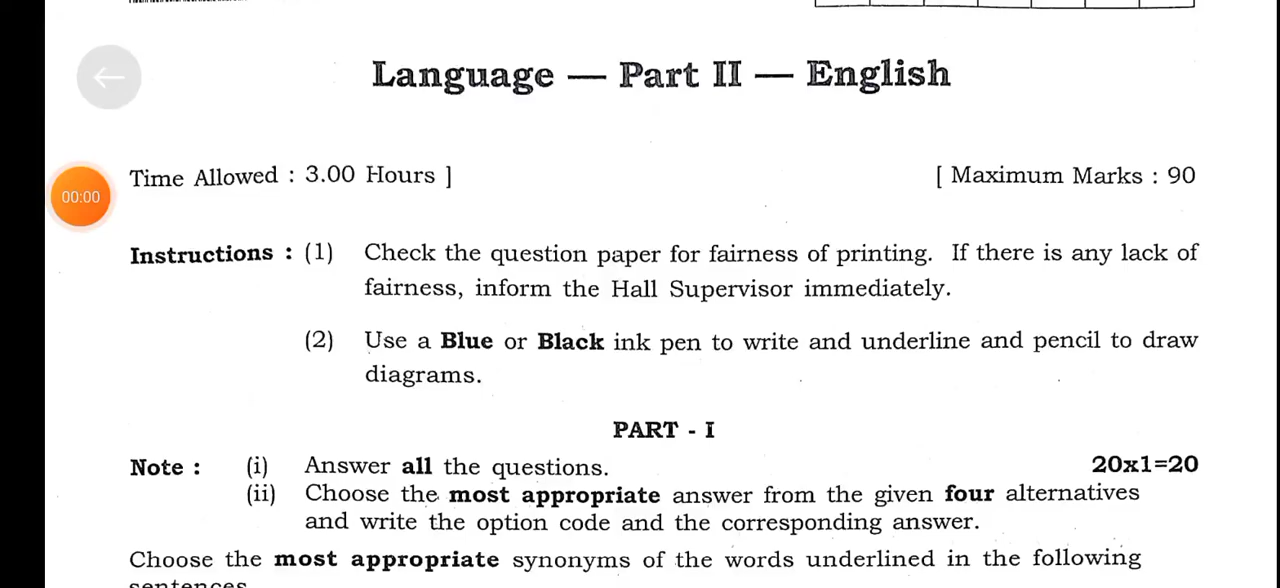 Language — Part II — English
Time Allowed : 3.00 Hours ] [ Maximum Marks : 90
00:00
Instructions : (1) Check the question paper for fairness of printing. If there is any lack of
fairness, inform the Hall Supervisor immediately.
(2) Use a Blue or Black ink pen to write and underline and pencil to draw
diagrams.
PART - I
Note : (i) Answer all the questions. 20x1=20
(ii) Choose the most appropriate answer from the given four alternatives
and write the option code and the corresponding answer.
Choose the most appropriate synonyms of the words underlined in the following
sentences